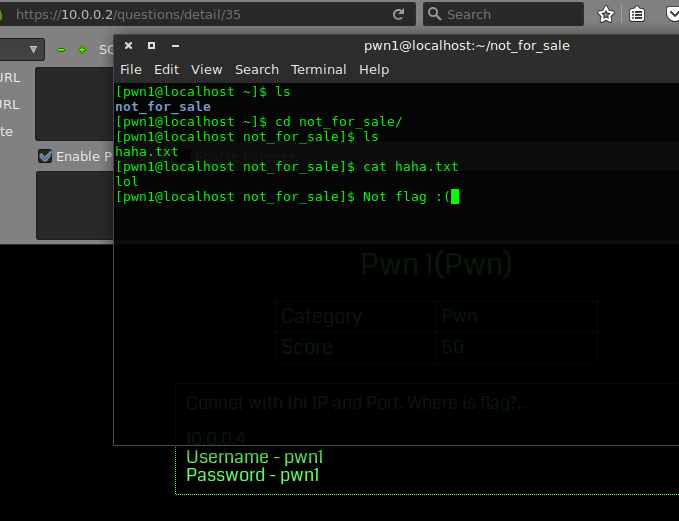 https://10.0.0.2/questions/detail/35
Search
SC
URL
URL
te
Enable P
pwn1@localhost:~/not_for_sale
File Edit View Search Terminal Help
[pwn1@localhost ~]$ ls
not_for_sale
[pwn1@localhost ~]$ cd not_for_sale/
[pwn1@localhost not_for_sale]$ ls
haha.txt
[pwn1@localhost not_for_sale]$ cat haha.txt
lol
[pwn1@localhost not_for_sale]$ Not flag :(
Pwn 1(Pwn)
Category Pwn
Score 50
Connet with thi IP and Port. Where is flag?..
10.0.0.4
Username - pwn1
Password - pwn1